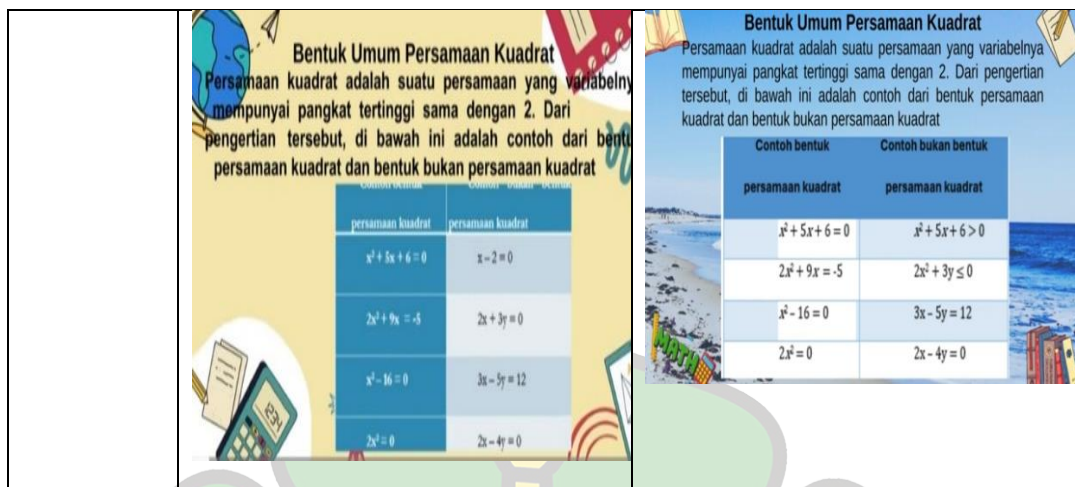 Bentuk Umum Persamaan Kuadrat
Persamaan kuadrat adalah suatu persamaan yang variabelny
mempunyai pangkat tertinggi sama dengan 2. Dari
pengertian tersebut, di bawah ini adalah contoh dari bentu
persamaan kuadrat dan bentuk bukan persamaan kuadrat
Contoh bentuk Contoh bukan bentuk
persamaan kuadrat persamaan kuadrat
x² + 5x + 6 = 0 x – 2 = 0
2x² + 9x = -5 2x + 3y = 0
x² – 16 = 0 3x – 5y = 12
2x² = 0 2x – 4y = 0
1234
Bentuk Umum Persamaan Kuadrat
Persamaan kuadrat adalah suatu persamaan yang variabelnya
mempunyai pangkat tertinggi sama dengan 2. Dari pengertian
tersebut, di bawah ini adalah contoh dari bentuk persamaan
kuadrat dan bentuk bukan persamaan kuadrat
Contoh bentuk Contoh bukan bentuk
persamaan kuadrat persamaan kuadrat
x² + 5x + 6 = 0 x² + 5x + 6 > 0
2x² + 9x = -5 2x² + 3y ≤ 0
x² - 16 = 0 3x - 5y = 12
2x² = 0 2x - 4y = 0
MATH